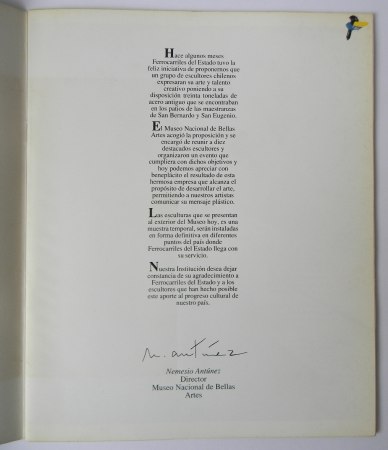 Hace algunos meses
Ferrocarriles del Estado tuvo la
feliz iniciativa de proponernos que
un grupo de escultores chilenos
expresaran su arte y talento
creativo poniendo a su
disposición treinta toneladas de
acero antiguo que se encontraban
en los patios de las maestranzas
de San Bernardo y San Eugenio.
El Museo Nacional de Bellas
Artes acogió la proposición y se
encargo de reunir a diez
destacados escultores y
organizaron un evento que
cumpliera con dichos objetivos y
hoy podemos apreciar con
beneplácito el resultado de esta
hermosa empresa que alcanza el
propósito de desarrollar el arte,
permitiendo a nuestros artistas
comunicar su mensaje plástico.
Las esculturas que se presentan
al exterior del Museo hoy, es una
muestra temporal, serán instaladas
en forma definitiva en diferentes
puntos del país donde
Ferrocarriles del Estado llega con
su servicio.
Nuestra Institución desea dejar
constancia de su agradecimiento a
Ferrocarriles del Estado y a los
escultores que han hecho posible
este aporte al progreso cultural de
nuestro país.
n. antúnez
Nemesio Antúnez
Director
Museo Nacional de Bellas
Artes